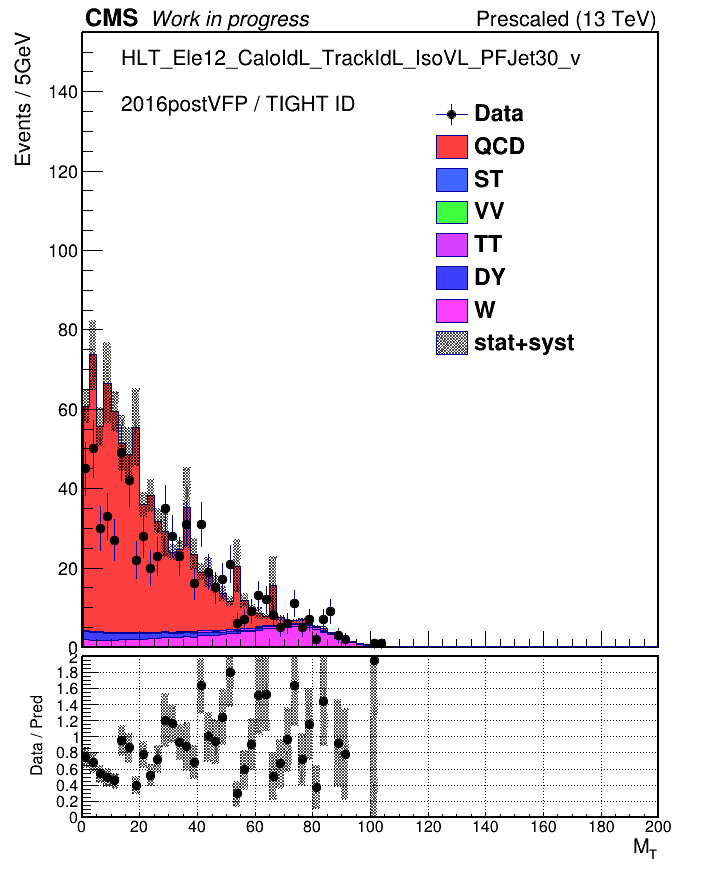 CMS Work in progress Prescaled (13 TeV)
Events / 5GeV
HLT_Ele12_CaloIdL_TrackIdL_IsoVL_PFJet30_v
2016postVFP / TIGHT ID
Data
QCD
ST
VV
TT
DY
W
stat+syst
140
120
100
80
60
40
20
0
Data / Pred
2
1.8
1.6
1.4
1.2
1
0.8
0.6
0.4
0.2
0
0 20 40 60 80 100 120 140 160 180 200
M_T